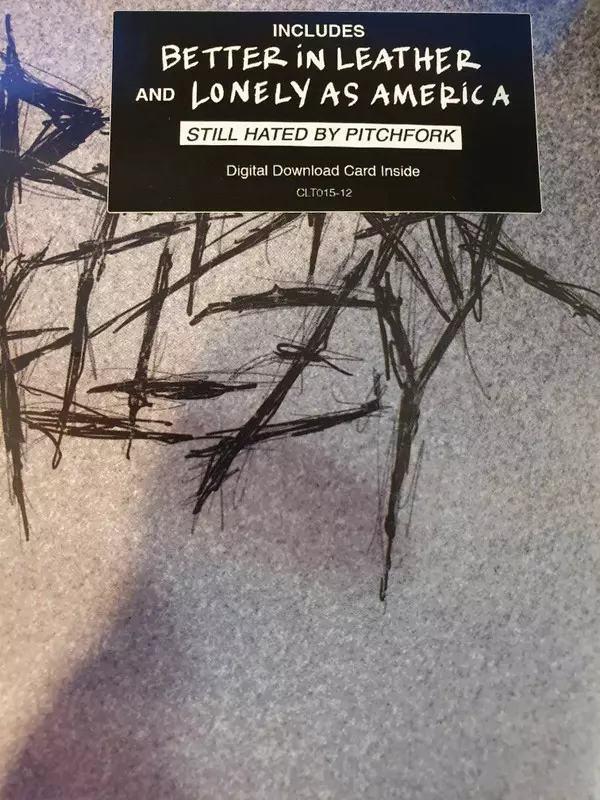 INCLUDES
BETTER iN LEATHER
AND LONELY AS AMERICA
STILL HATED BY PITCHFORK
Digital Download Card Inside
CLT015-12